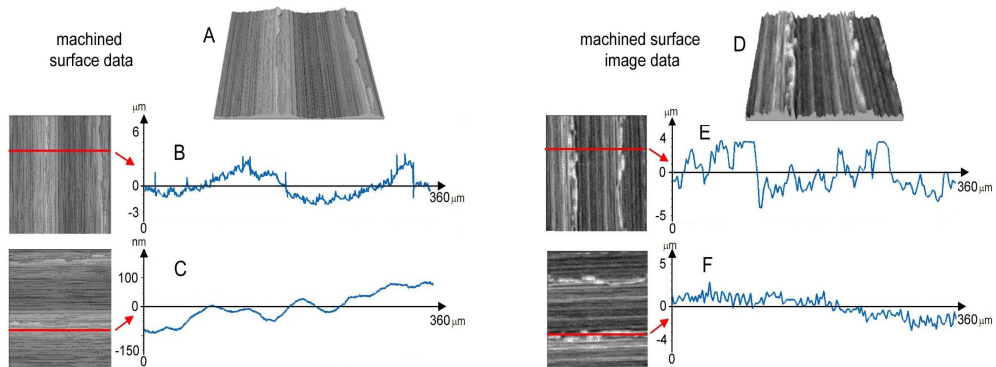 machined
surface data
A
μm
6
B
0
-3
0
360 μm
nm
100
C
0
-150
0
360 μm
machined surface
image data
D
μm
4
E
0
-5
0
360 μm
μm
5
F
0
-4
0
360 μm